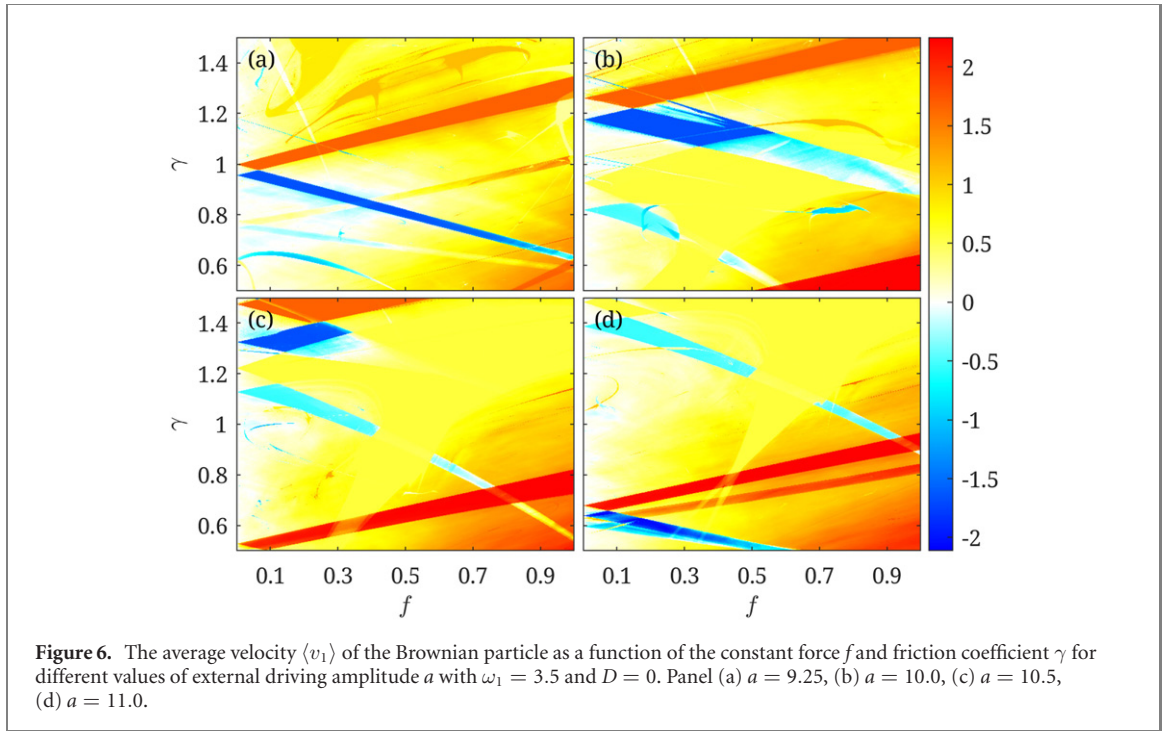 (a)
(b)
1.4
1.2
1
0.8
0.6
γ
(c)
(d)
1.4
1.2
1
0.8
0.6
γ
0.1 0.3 0.5 0.7 0.9
f
0.1 0.3 0.5 0.7 0.9
f
2
1.5
1
0.5
0
-0.5
-1
-1.5
-2
Figure 6. The average velocity ⟨v₁⟩ of the Brownian particle as a function of the constant force f and friction coefficient γ for
different values of external driving amplitude a with ω₁ = 3.5 and D = 0. Panel (a) a = 9.25, (b) a = 10.0, (c) a = 10.5,
(d) a = 11.0.